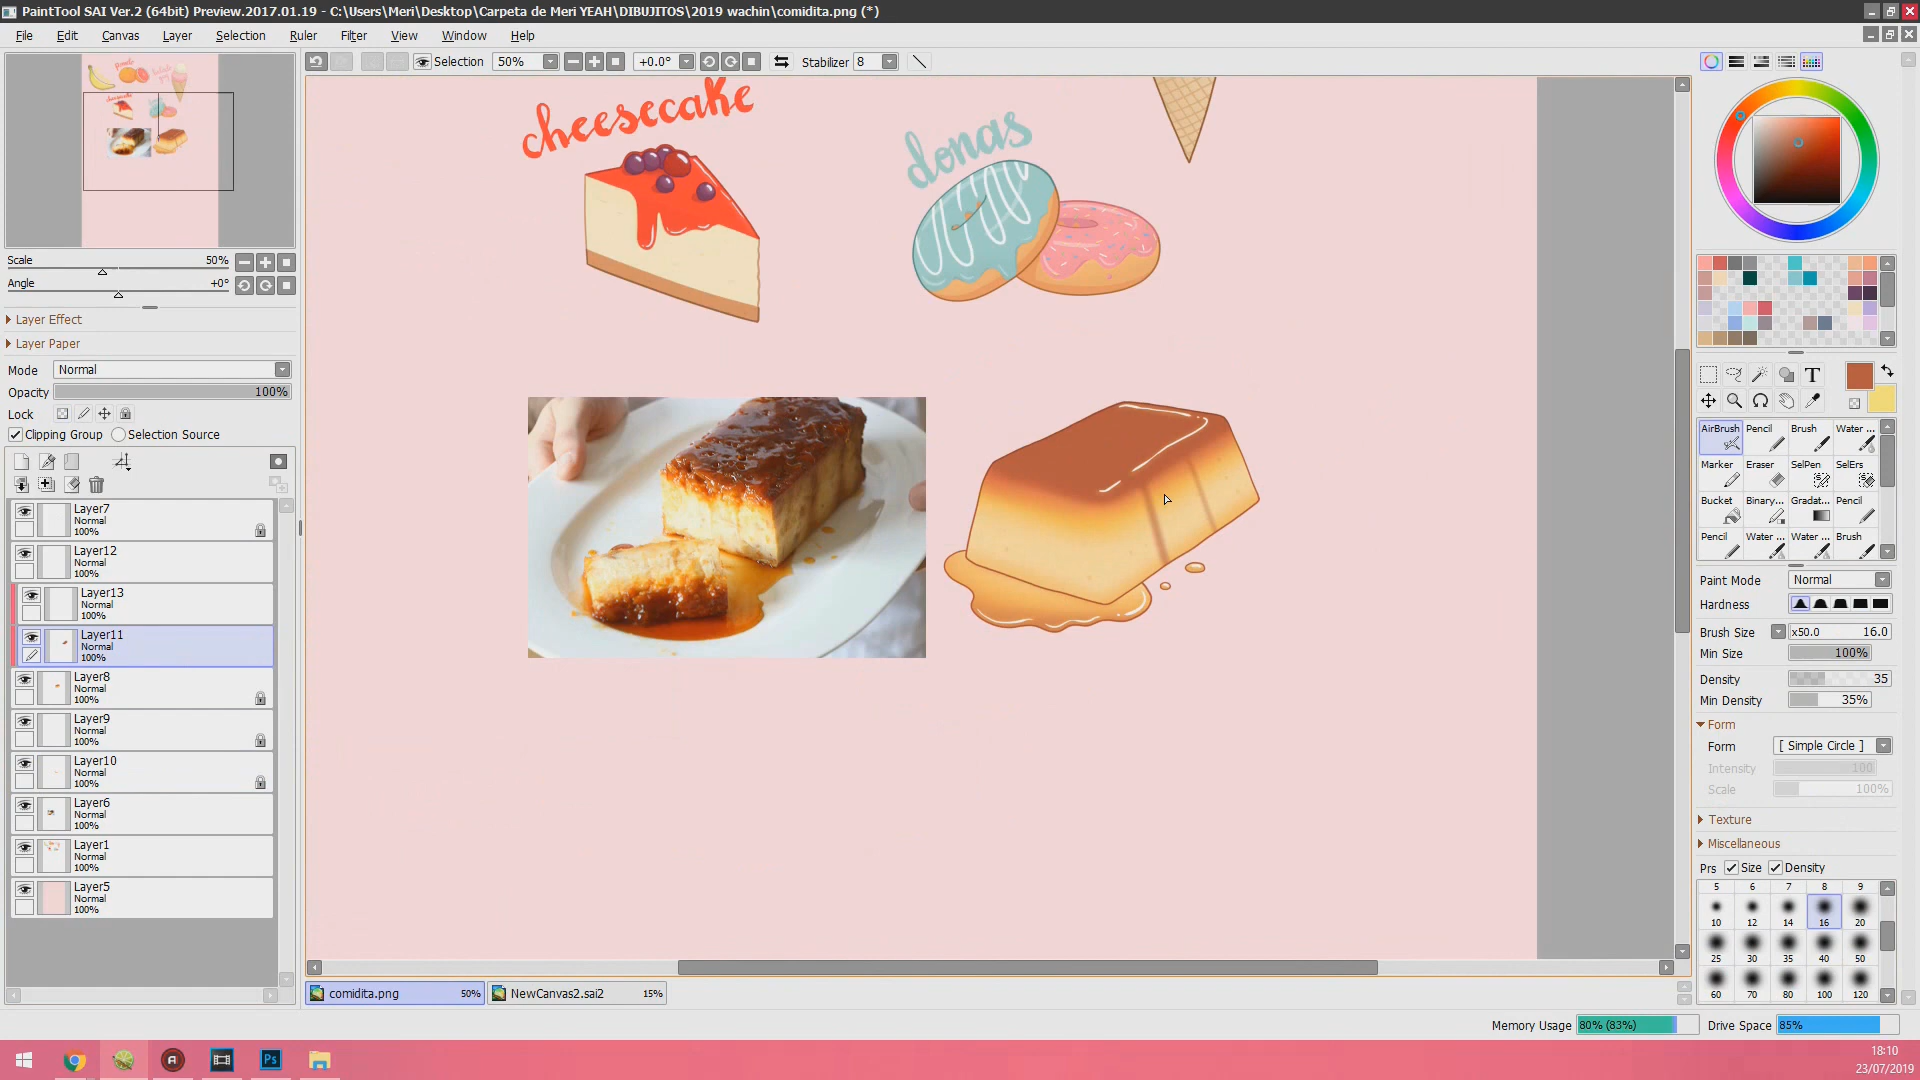 PaintTool SAI Ver.2 (64bit) Preview.2017.01.19 - C:\Users\Meri\Desktop\Carpeta de Meri YEAH\DIBUJITOS\2019 wachin\comidita.png (*)
File Edit Canvas Layer Selection Ruler Filter View Window Help
Selection 50% +0.0° Stabilizer 8
Scale 50%
Angle +0°
Layer Effect
Layer Paper
Mode Normal
Opacity 100%
Lock
Clipping Group Selection Source
Layer7
Normal
100%
Layer12
Normal
100%
Layer13
Normal
100%
Layer11
Normal
100%
Layer8
Normal
100%
Layer9
Normal
100%
Layer10
Normal
100%
Layer6
Normal
100%
Layer1
Normal
100%
Layer5
Normal
100%
cheesecake
donas
T
AirBrush Pencil Brush Water ...
Marker Eraser SelPen SelErs
Bucket Binary... Gradat... Pencil
Pencil Water ... Water ... Brush
Paint Mode Normal
Hardness
Brush Size x50.0 16.0
Min Size 100%
Density 35
Min Density 35%
Form
Form [ Simple Circle ]
Intensity 100
Scale 100%
Texture
Miscellaneous
Prs Size Density
5 6 7 8 9
10 12 14 16 20
25 30 35 40 50
60 70 80 100 120
comidita.png 50% NewCanvas2.sai2 15%
Memory Usage 80% (83%) Drive Space 85%
Ps
18:10
23/07/2019